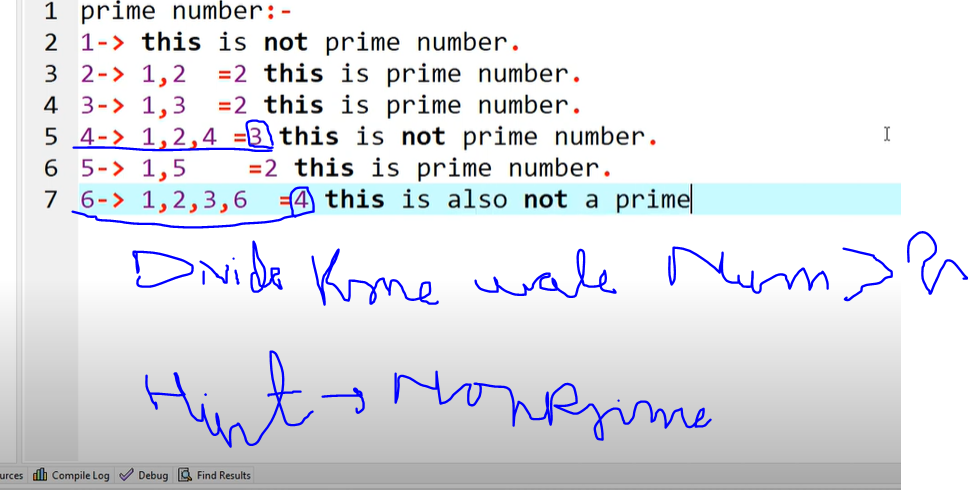 1 prime number:-
2 1-> this is not prime number.
3 2-> 1,2 =2 this is prime number.
4 3-> 1,3 =2 this is prime number.
5 4-> 1,2,4 =3 this is not prime number.
6 5-> 1,5 =2 this is prime number.
7 6-> 1,2,3,6 =4 this is also not a prime
Divide wale Num >
Hint → Non Prime
urces Compile Log Debug Find Results